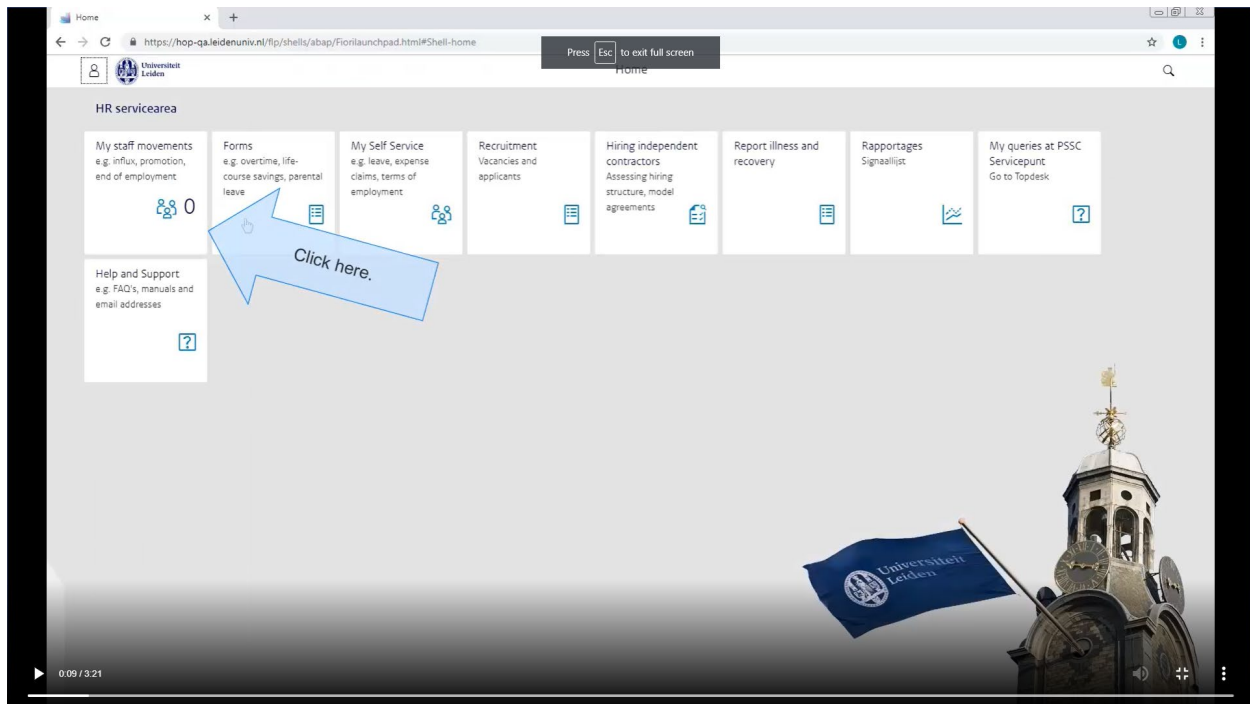 Home
https://hop-qa.leidenuniv.nl/flp/shells/abap/Fiorilaunchpad.html#Shell-home
Press Esc to exit full screen
L
Universiteit
Leiden
Home
HR servicearea
My staff movements
e.g. influx, promotion,
end of employment
0
Forms
e.g. overtime, life-
course savings, parental
leave
My Self Service
e.g. leave, expense
claims, terms of
employment
Recruitment
Vacancies and
applicants
Hiring independent
contractors
Assessing hiring
structure, model
agreements
Report illness and
recovery
Rapportages
Signaallijst
My queries at PSSC
Servicepunt
Go to Topdesk
Click here.
Help and Support
e.g. FAQ's, manuals and
email addresses
Universiteit
Leiden
0:09 / 3:21